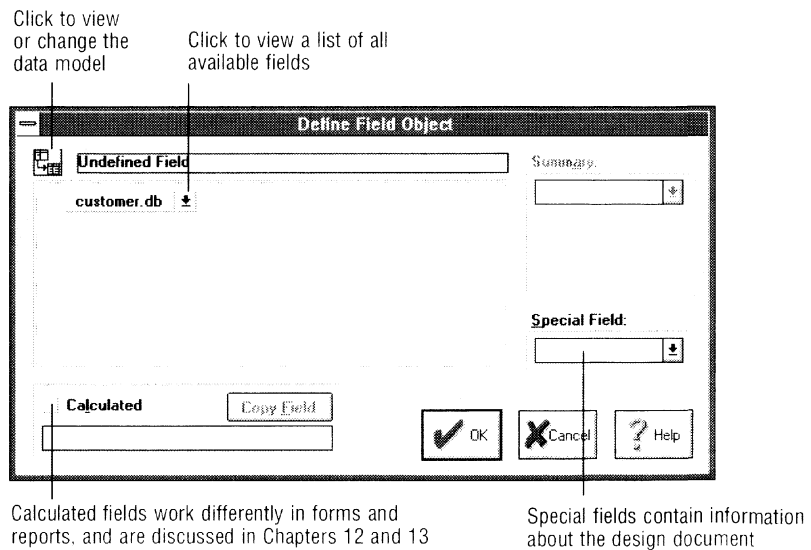 Click to view
or change the
data model
Click to view a list of all
available fields
Define Field Object
Undefined Field
Summary:
customer.db
Special Field:
Calculated
Copy Field
OK
Cancel
Help
Calculated fields work differently in forms and
reports, and are discussed in Chapters 12 and 13
Special fields contain information
about the design document